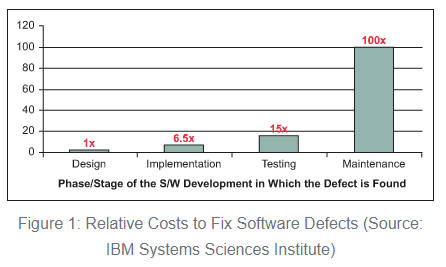 120
100
80
60
40
20
0
1x
6.5x
15x
100x
Design Implementation Testing Maintenance
Phase/Stage of the S/W Development in Which the Defect is Found
Figure 1: Relative Costs to Fix Software Defects (Source:
IBM Systems Sciences Institute)